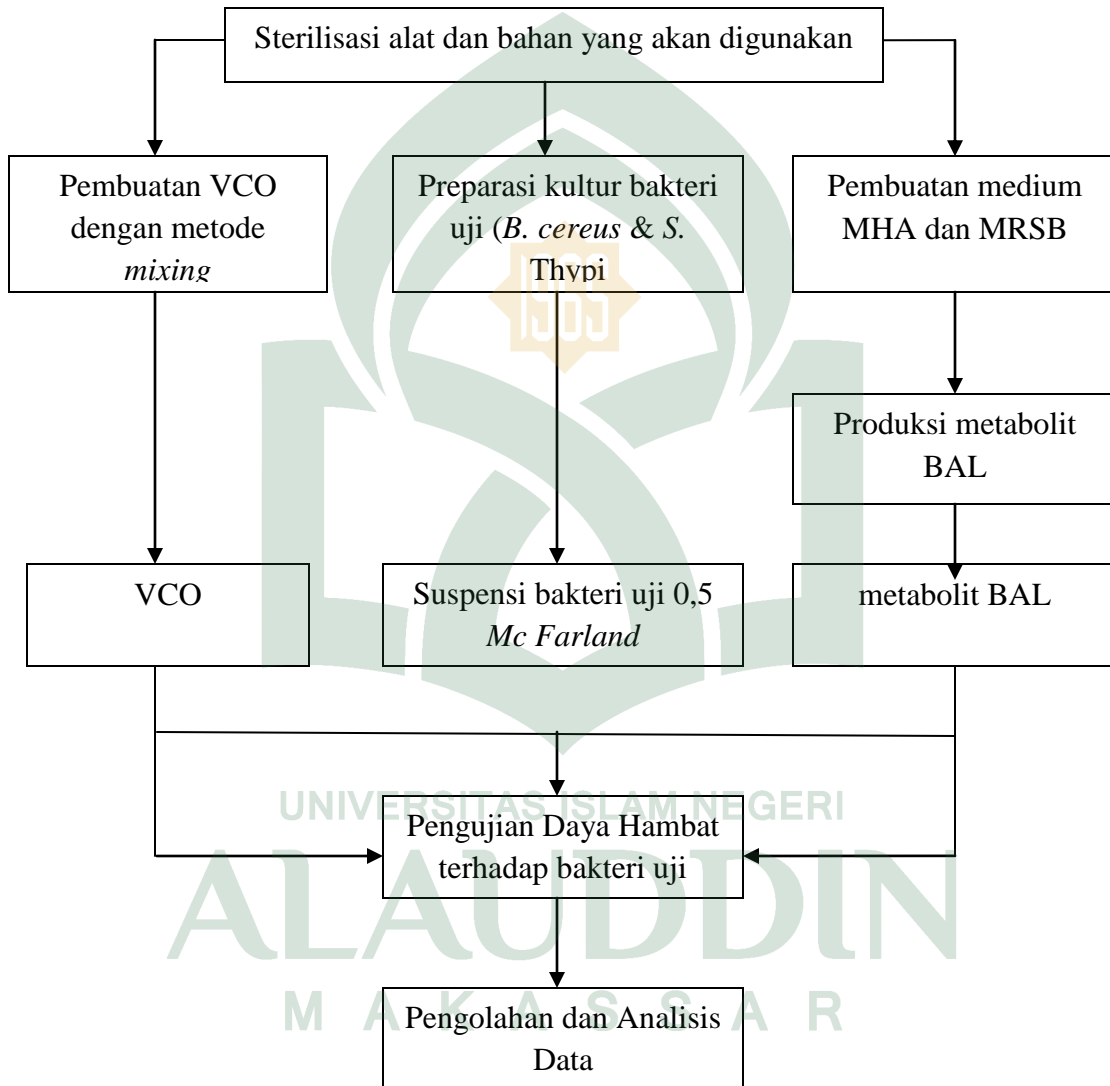 Sterilisasi alat dan bahan yang akan digunakan
Pembuatan VCO
dengan metode
mixing
Preparasi kultur bakteri
uji (B. cereus & S.
Thypi
Pembuatan medium
MHA dan MRSB
1965
Produksi metabolit
BAL
VCO
Suspensi bakteri uji 0,5
Mc Farland
metabolit BAL
UNIVERSITAS ISLAM NEGERI
Pengujian Daya Hambat
terhadap bakteri uji
ALAUDDIN
MAKASSAR
Pengolahan dan Analisis
Data